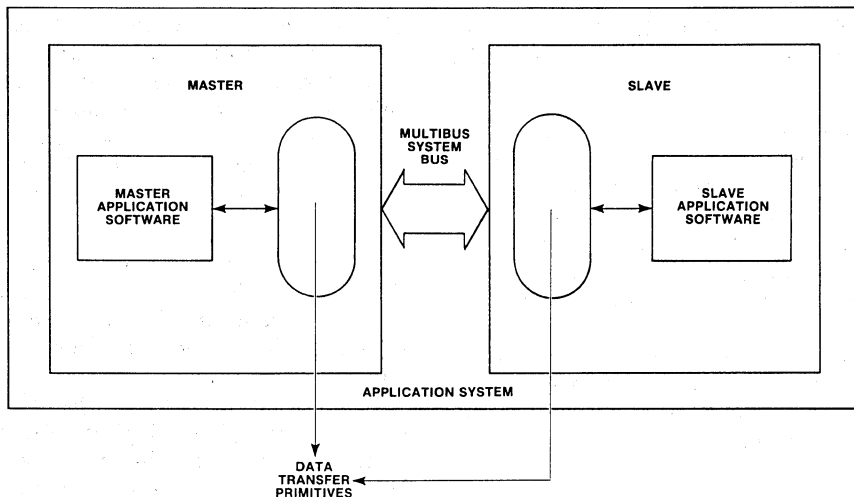 MASTER
SLAVE
MULTIBUS
SYSTEM
BUS
MASTER
APPLICATION
SOFTWARE
SLAVE
APPLICATION
SOFTWARE
APPLICATION SYSTEM
DATA
TRANSFER
PRIMITIVES